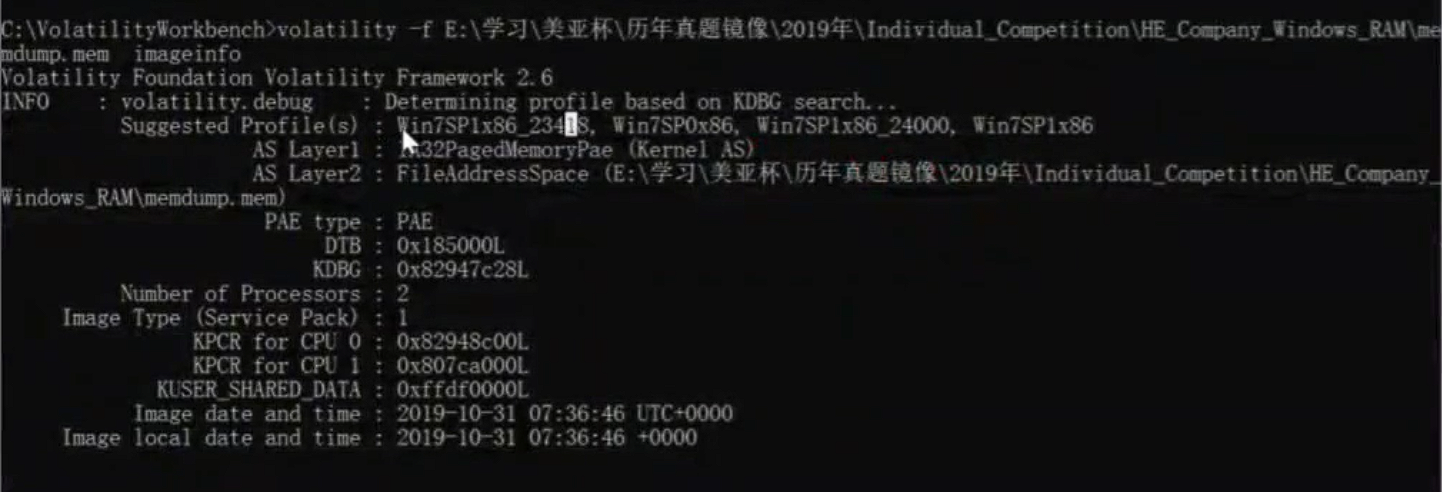 C:\VolatilityWorkbench>volatility -f E:\学习\美亚杯\历年真题镜像\2019年\Individual_Competition\HE_Company_Windows_RAM\me
mdump.mem  imageinfo
Volatility Foundation Volatility Framework 2.6
INFO    : volatility.debug    : Determining profile based on KDBG search...
Suggested Profile(s) : Win7SP1x86_23418, Win7SP0x86, Win7SP1x86_24000, Win7SP1x86
AS Layer1 : IA32PagedMemoryPae (Kernel AS)
AS Layer2 : FileAddressSpace (E:\学习\美亚杯\历年真题镜像\2019年\Individual_Competition\HE_Company_
Windows_RAM\memdump.mem)
PAE type : PAE
DTB : 0x185000L
KDBG : 0x82947c28L
Number of Processors : 2
Image Type (Service Pack) : 1
KPCR for CPU 0 : 0x82948c00L
KPCR for CPU 1 : 0x807ca000L
KUSER_SHARED_DATA : 0xffdf0000L
Image date and time : 2019-10-31 07:36:46 UTC+0000
Image local date and time : 2019-10-31 07:36:46 +0000